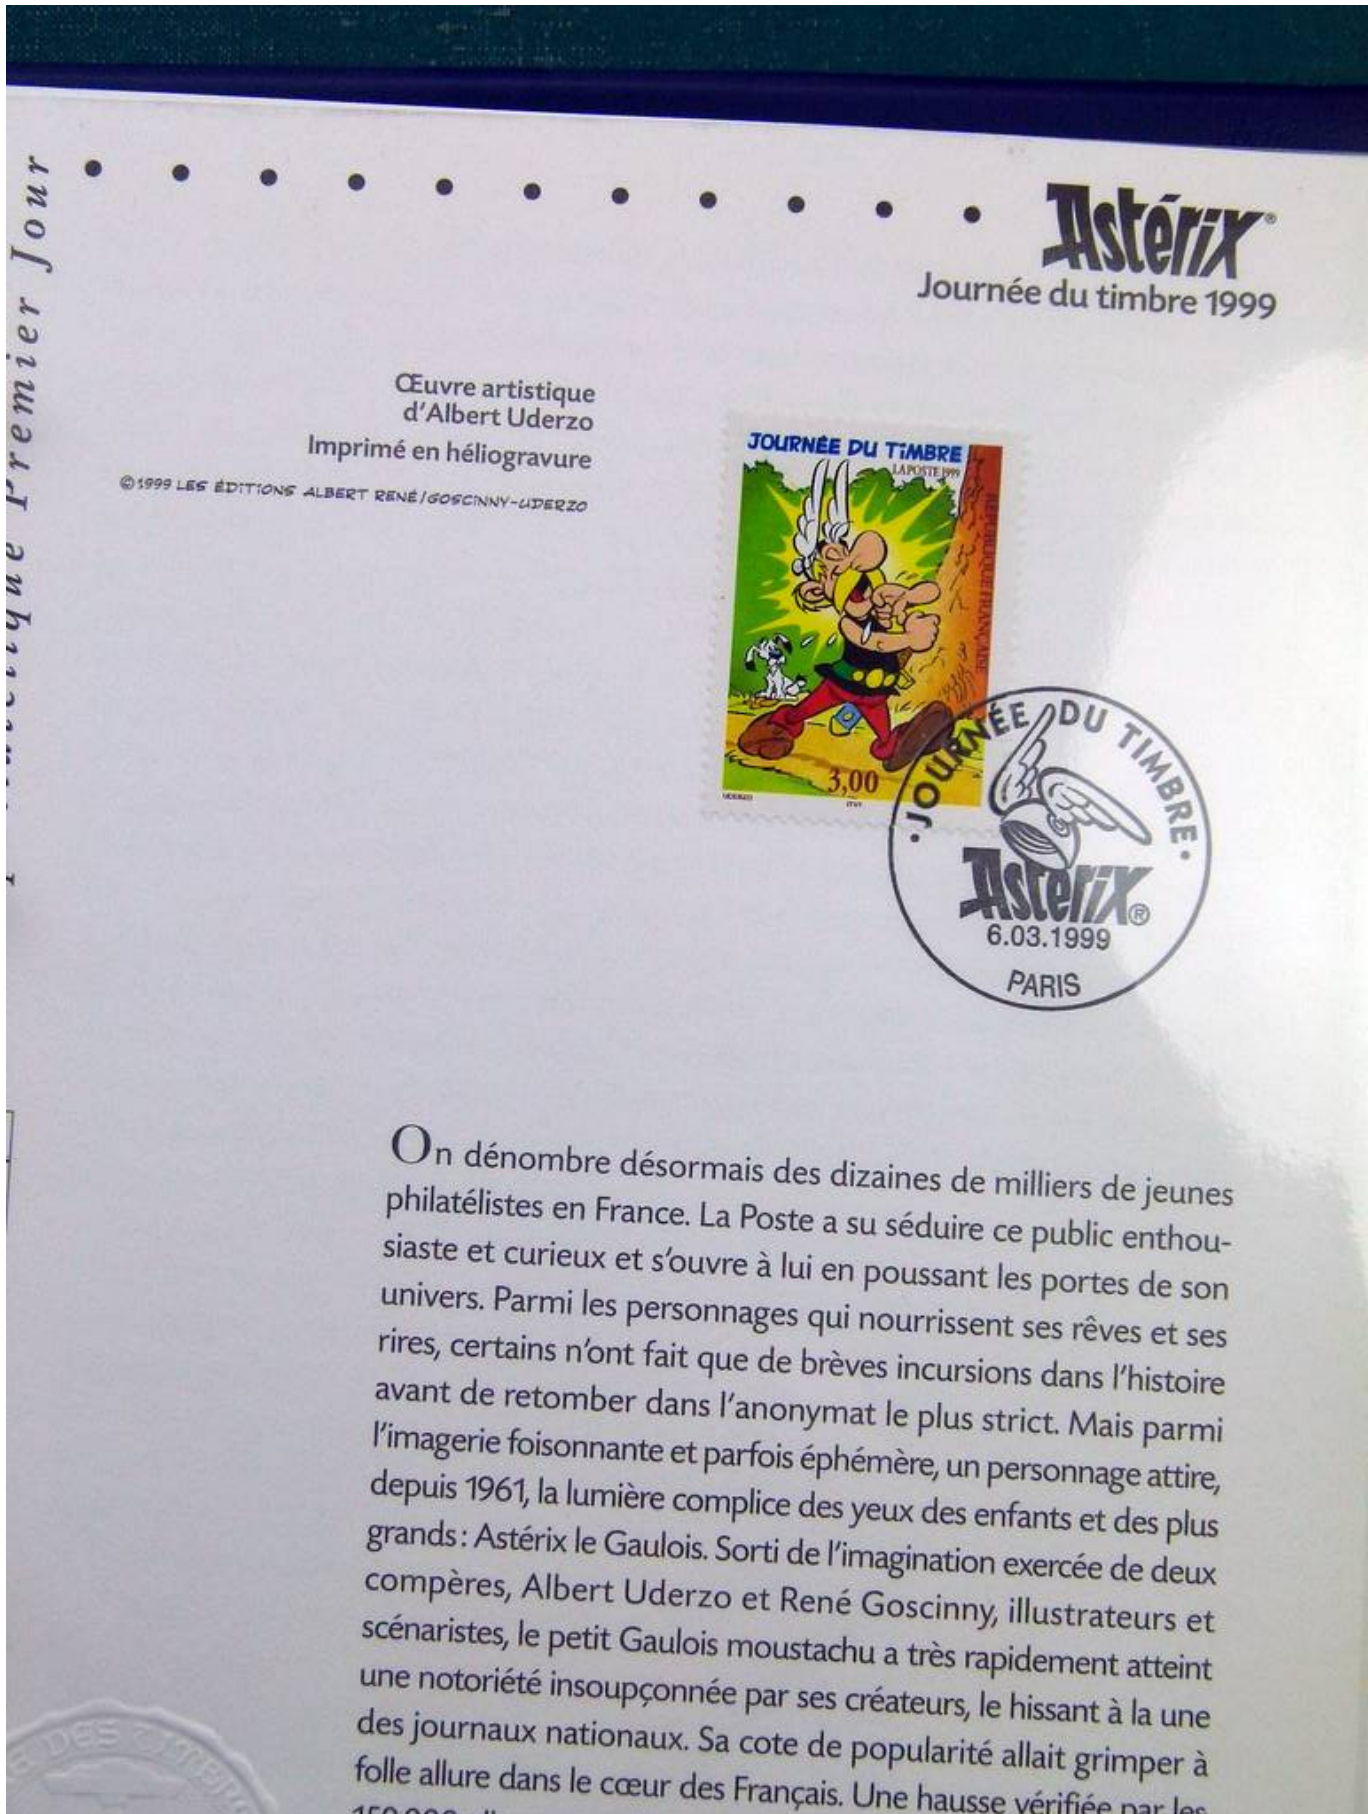 Premier Jour
Astérix®
Journée du timbre 1999
Œuvre artistique
d'Albert Uderzo
Imprimé en héliogravure
©1999 LES ÉDITIONS ALBERT RENÉ/GOSCINNY-UDERZO
JOURNÉE DU TIMBRE
LA POSTE 1999
RÉPUBLIQUE FRANÇAISE
3,00
UDERZO
ITVF
• JOURNÉE DU TIMBRE •
Astérix®
6.03.1999
PARIS
On dénombre désormais des dizaines de milliers de jeunes
philatélistes en France. La Poste a su séduire ce public enthou-
siaste et curieux et s'ouvre à lui en poussant les portes de son
univers. Parmi les personnages qui nourrissent ses rêves et ses
rires, certains n'ont fait que de brèves incursions dans l'histoire
avant de retomber dans l'anonymat le plus strict. Mais parmi
l'imagerie foisonnante et parfois éphémère, un personnage attire,
depuis 1961, la lumière complice des yeux des enfants et des plus
grands : Astérix le Gaulois. Sorti de l'imagination exercée de deux
compères, Albert Uderzo et René Goscinny, illustrateurs et
scénaristes, le petit Gaulois moustachu a très rapidement atteint
une notoriété insoupçonnée par ses créateurs, le hissant à la une
des journaux nationaux. Sa cote de popularité allait grimper à
folle allure dans le cœur des Français. Une hausse vérifiée par les
DES